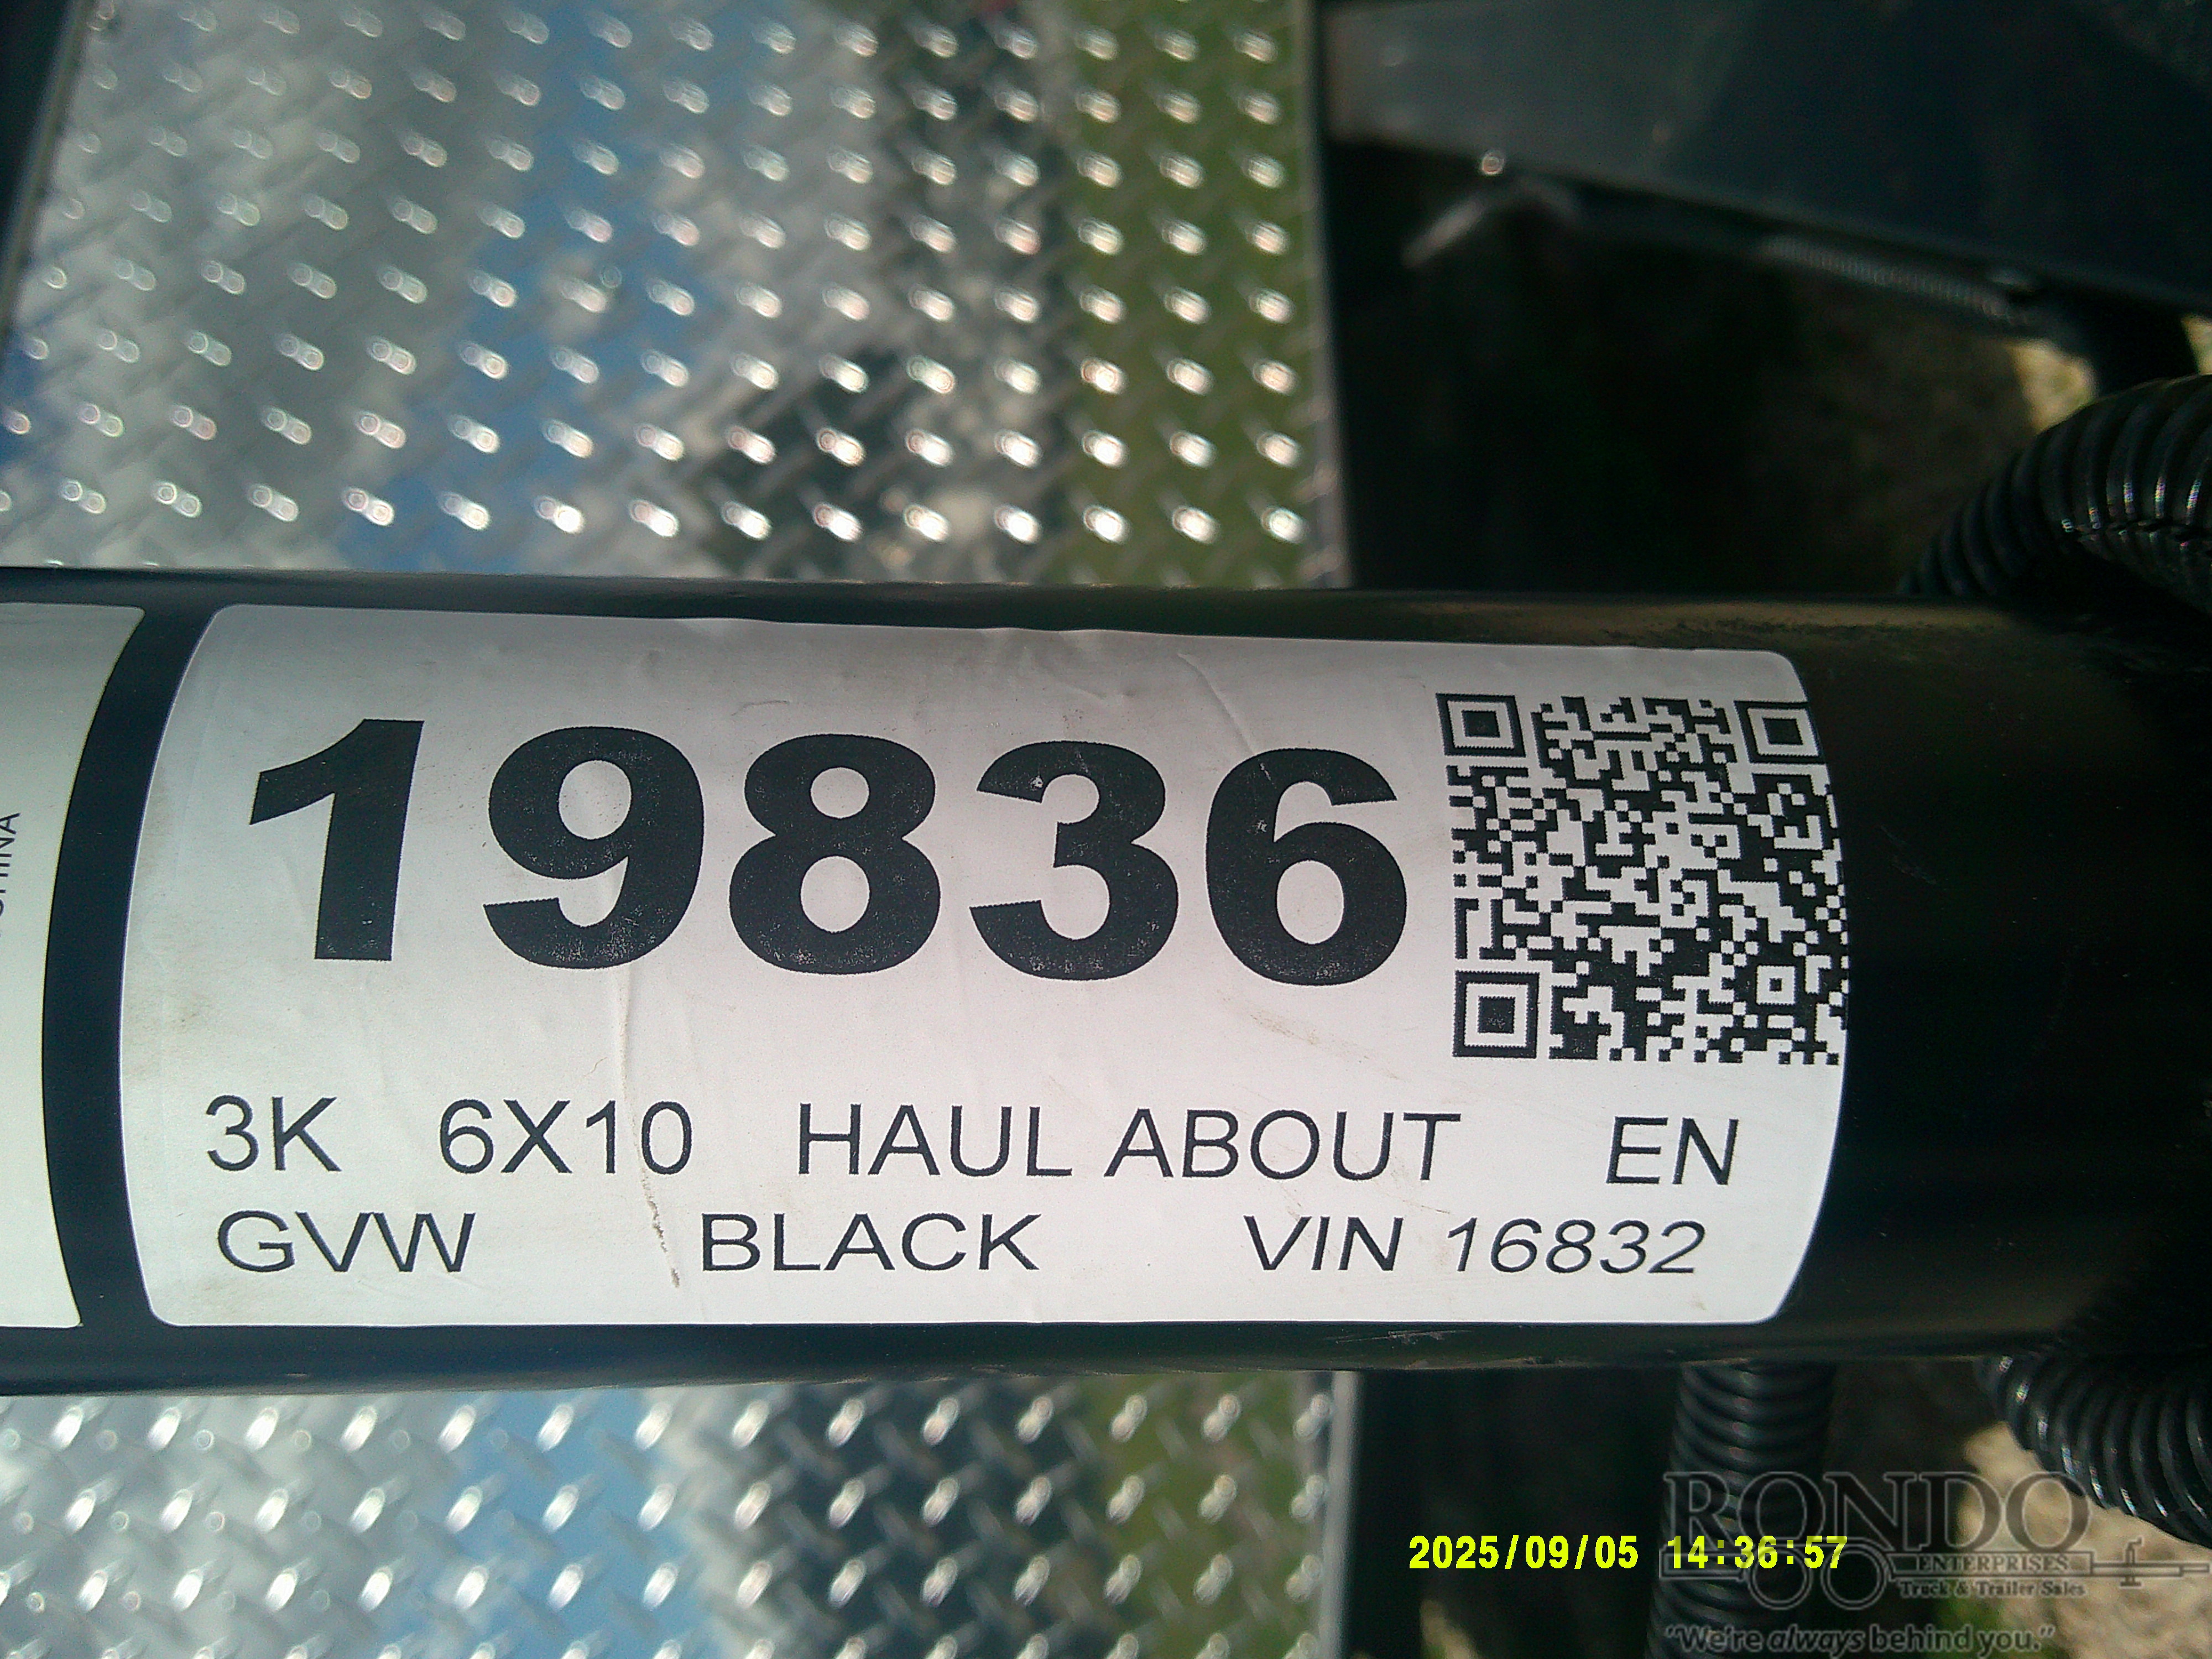 19836
3K 6X10 HAUL ABOUT EN
GVW BLACK VIN 16832
2025/09/05 14:36:57
RONDO
ENTERPRISES
Truck & Trailer Sales
"We're always behind you."